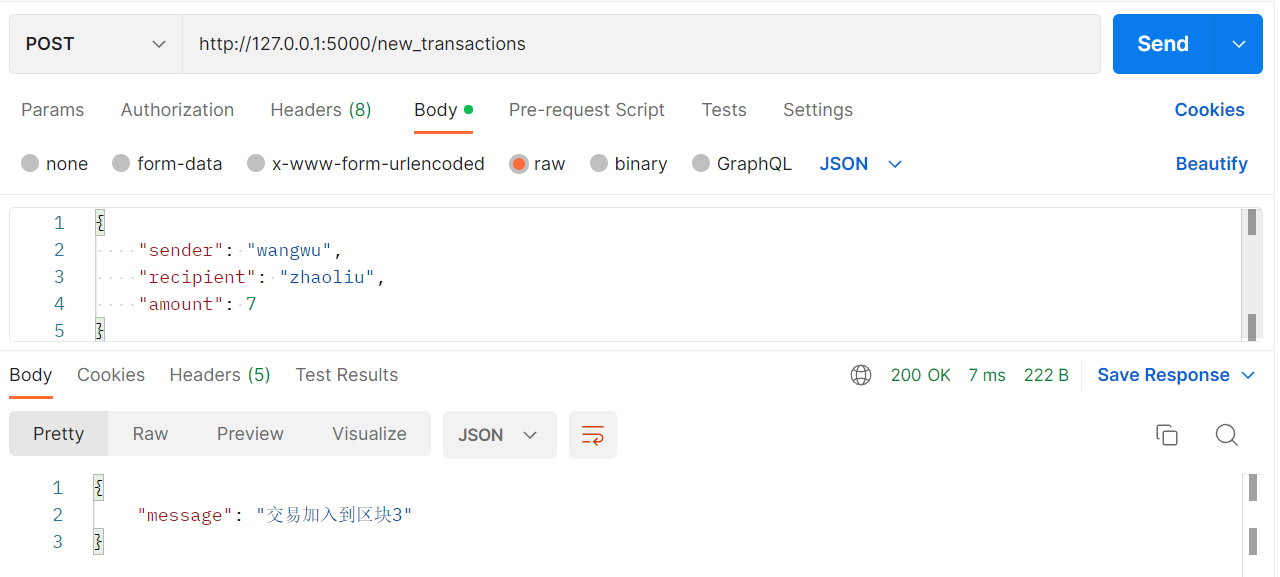 POST http://127.0.0.1:5000/new_transactions Send
Params Authorization Headers (8) Body Pre-request Script Tests Settings Cookies
none form-data x-www-form-urlencoded raw binary GraphQL JSON Beautify
1 {
2 "sender": "wangwu",
3 "recipient": "zhaoliu",
4 "amount": 7
5 }
Body Cookies Headers (5) Test Results 200 OK 7 ms 222 B Save Response
Pretty Raw Preview Visualize JSON
1 {
2 "message": "交易加入到区块3"
3 }